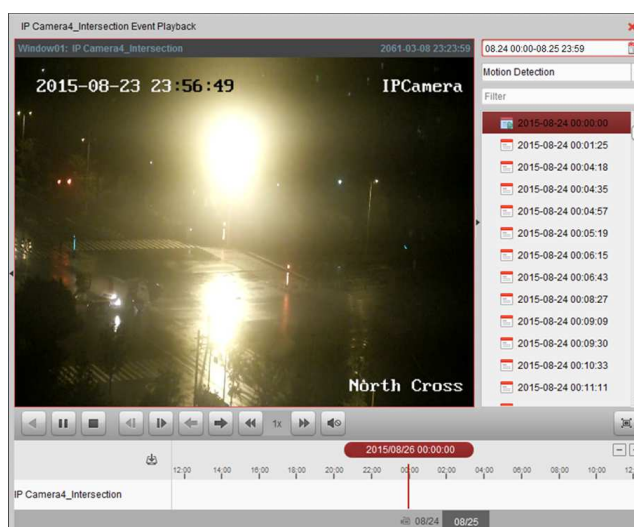 IP Camera4_Intersection Event Playback
Window01: IP Camera4_Intersection 2061-03-08 23:23:59
08.24 00:00-08.25 23:59
2015-08-23 23:56:49 IPCamera
Motion Detection
Filter
2015-08-24 00:00:00
2015-08-24 00:01:25
2015-08-24 00:04:18
2015-08-24 00:04:35
2015-08-24 00:04:57
2015-08-24 00:05:19
2015-08-24 00:06:15
2015-08-24 00:06:43
2015-08-24 00:08:27
2015-08-24 00:09:09
2015-08-24 00:09:30
2015-08-24 00:10:33
2015-08-24 00:11:11
North Cross
1x
2015/08/26 00:00:00
12:00 14:00 16:00 18:00 20:00 22:00 00:00 02:00 04:00 06:00 08:00 10:00
IP Camera4_Intersection
08/24 08/25